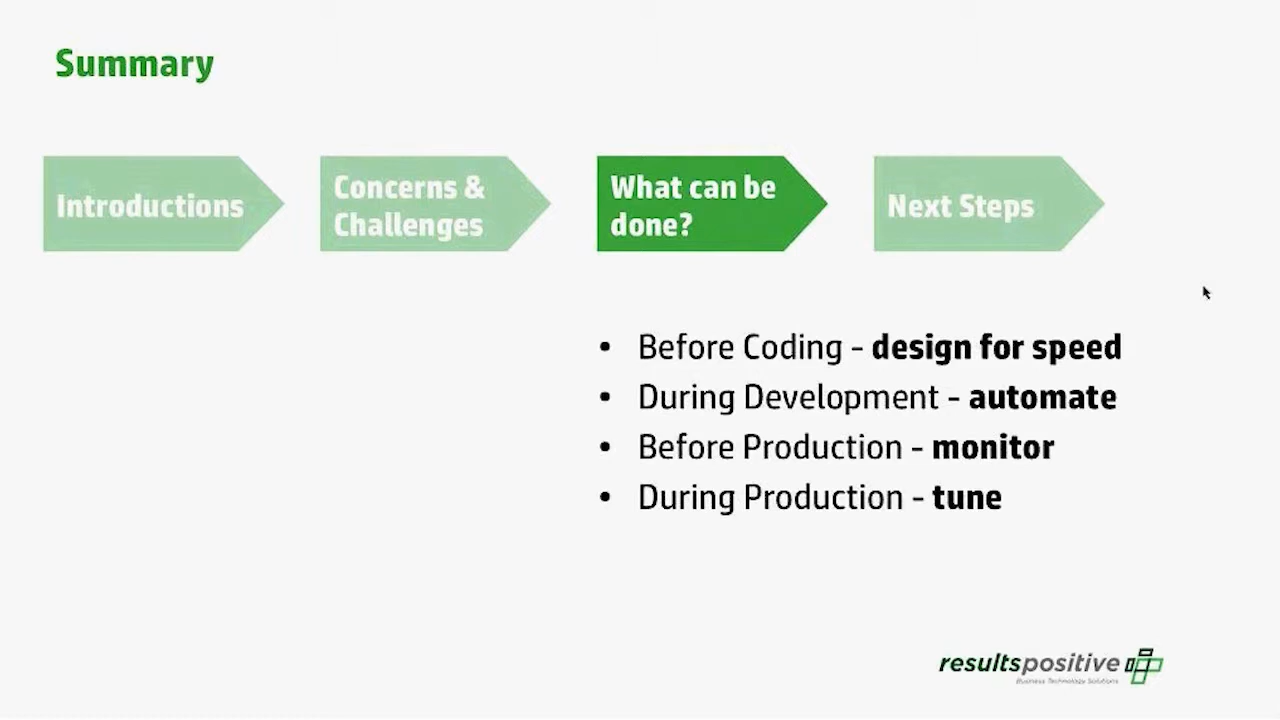 Summary
Introductions
Concerns &
Challenges
What can be
done?
Next Steps
• Before Coding - design for speed
• During Development - automate
• Before Production - monitor
• During Production - tune
resultspositive
Business Technology Solutions